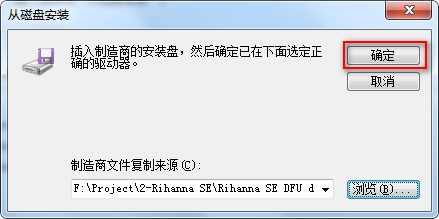 从磁盘安装
插入制造商的安装盘，然后确定已在下面选定正
确的驱动器。
确定
取消
制造商文件复制来源(C):
F:\Project\2-Rihanna SE\Rihanna SE DFU d
浏览(B)...